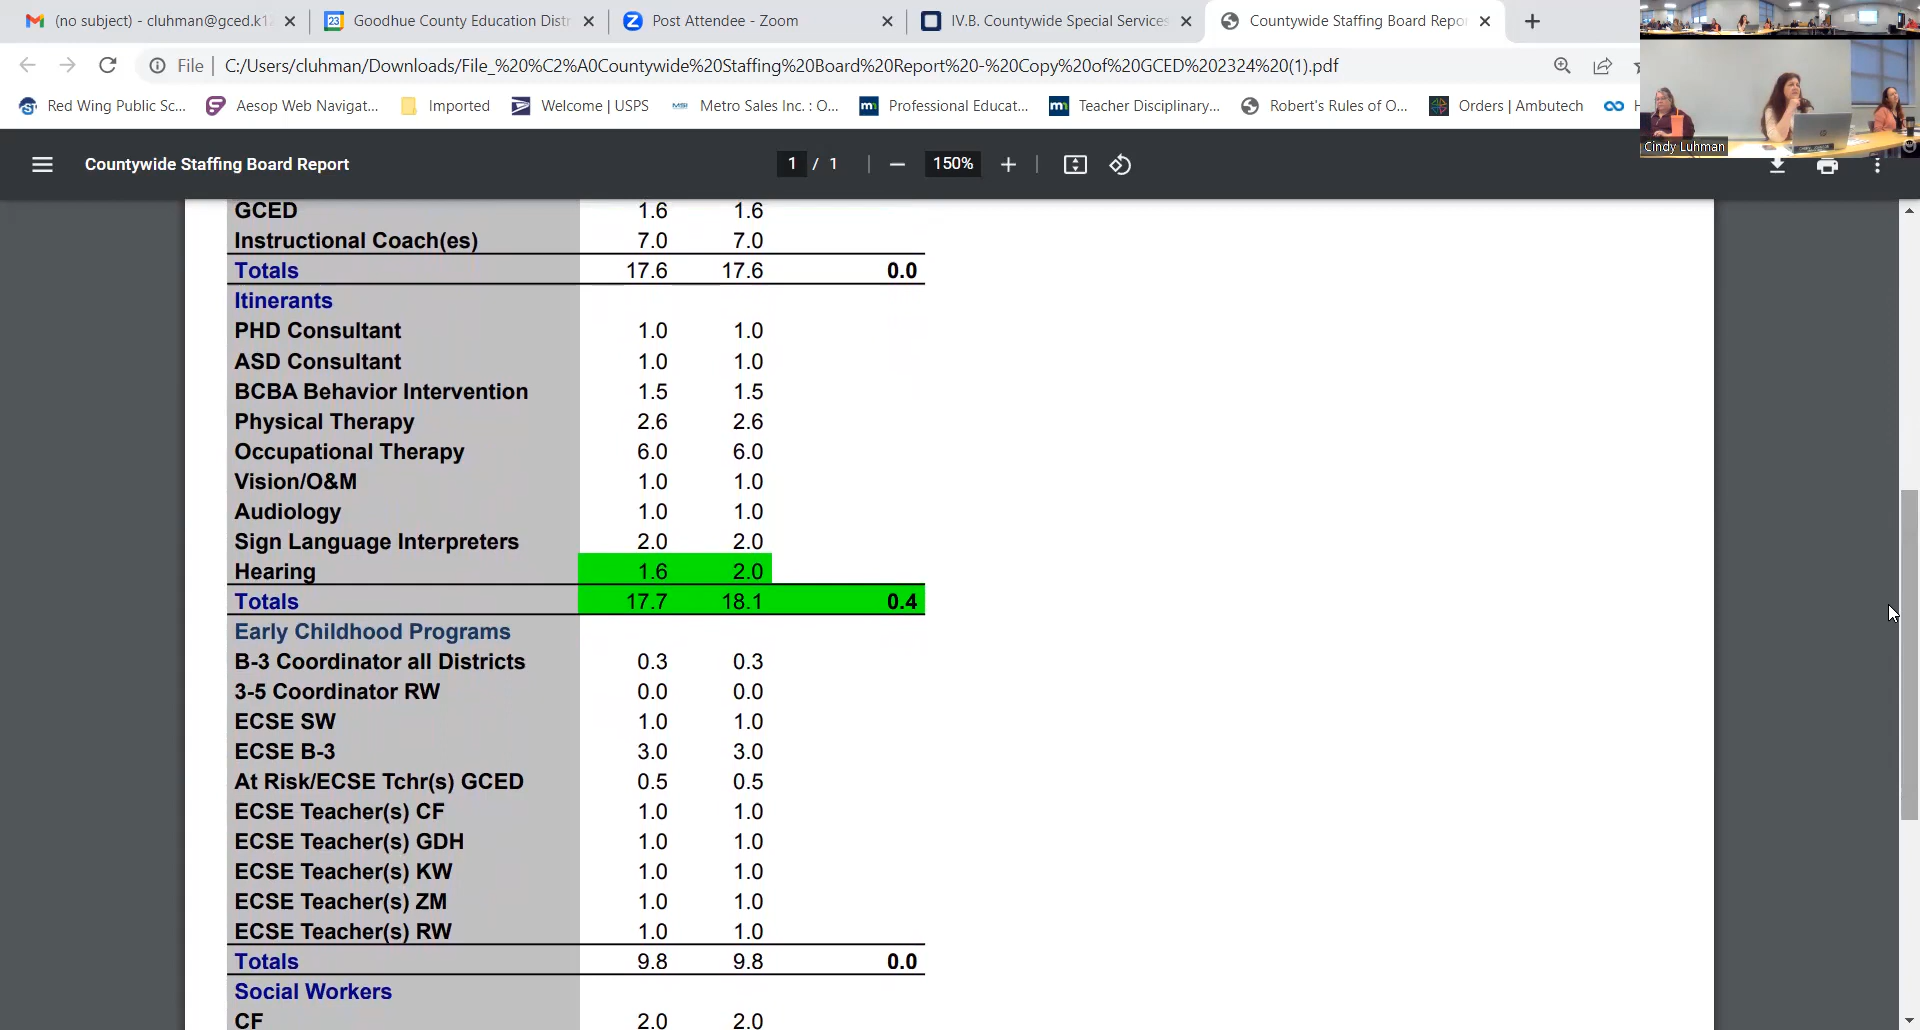 (no subject) - cluhman@gced.k1
Goodhue County Education Distr
Post Attendee - Zoom
IV.B. Countywide Special Services
Countywide Staffing Board Repor
File
C:/Users/cluhman/Downloads/File_%20%C2%A0Countywide%20Staffing%20Board%20Report%20-%20Copy%20of%20GCED%202324%20(1).pdf
Red Wing Public Sc...
Aesop Web Navigat...
Imported
Welcome | USPS
Metro Sales Inc. : O...
Professional Educat...
Teacher Disciplinary...
Robert's Rules of O...
Orders | Ambutech
Cindy Luhman
Countywide Staffing Board Report
1 / 1
150%
GCED 1.6 1.6
Instructional Coach(es) 7.0 7.0
Totals 17.6 17.6 0.0
Itinerants
PHD Consultant 1.0 1.0
ASD Consultant 1.0 1.0
BCBA Behavior Intervention 1.5 1.5
Physical Therapy 2.6 2.6
Occupational Therapy 6.0 6.0
Vision/O&M 1.0 1.0
Audiology 1.0 1.0
Sign Language Interpreters 2.0 2.0
Hearing 1.6 2.0
Totals 17.7 18.1 0.4
Early Childhood Programs
B-3 Coordinator all Districts 0.3 0.3
3-5 Coordinator RW 0.0 0.0
ECSE SW 1.0 1.0
ECSE B-3 3.0 3.0
At Risk/ECSE Tchr(s) GCED 0.5 0.5
ECSE Teacher(s) CF 1.0 1.0
ECSE Teacher(s) GDH 1.0 1.0
ECSE Teacher(s) KW 1.0 1.0
ECSE Teacher(s) ZM 1.0 1.0
ECSE Teacher(s) RW 1.0 1.0
Totals 9.8 9.8 0.0
Social Workers
CF 2.0 2.0